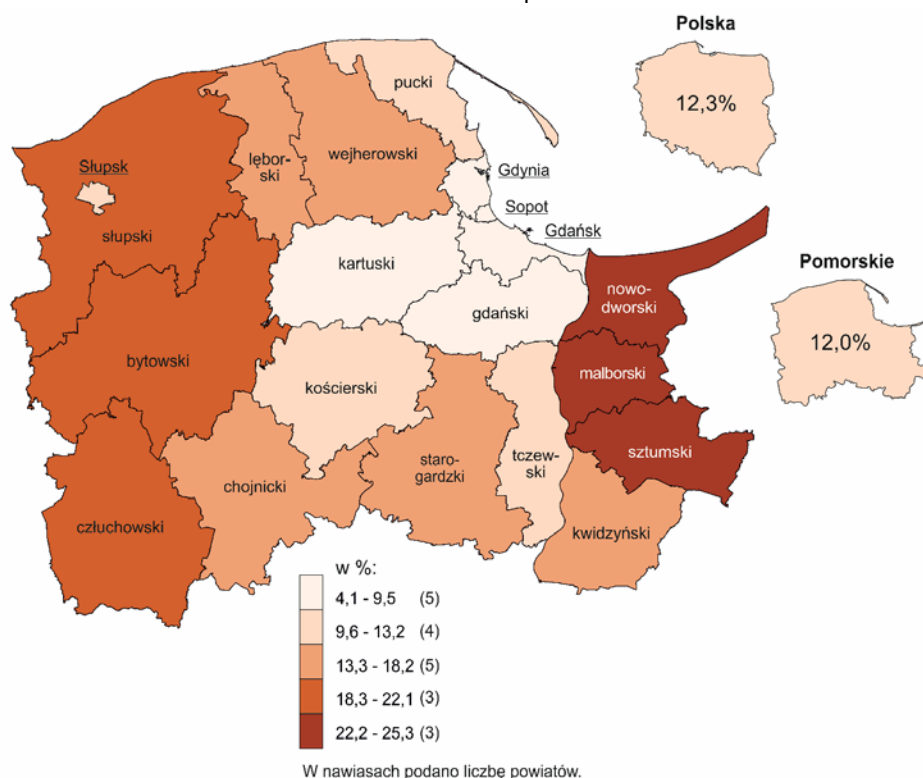 Polska
12,3%
pucki
lębor-
ski
wejherowski
Gdynia
Słupsk
Sopot
Gdańsk
słupski
kartuski
Pomorskie
nowo-
dworski
gdański
12,0%
bytowski
malborski
kościerski
staro-
gardzki
tczew-
ski
sztumski
chojnicki
człuchowski
kwidzyński
w %:
4,1 - 9,5 (5)
9,6 - 13,2 (4)
13,3 - 18,2 (5)
18,3 - 22,1 (3)
22,2 - 25,3 (3)
W nawiasach podano liczbę powiatów.